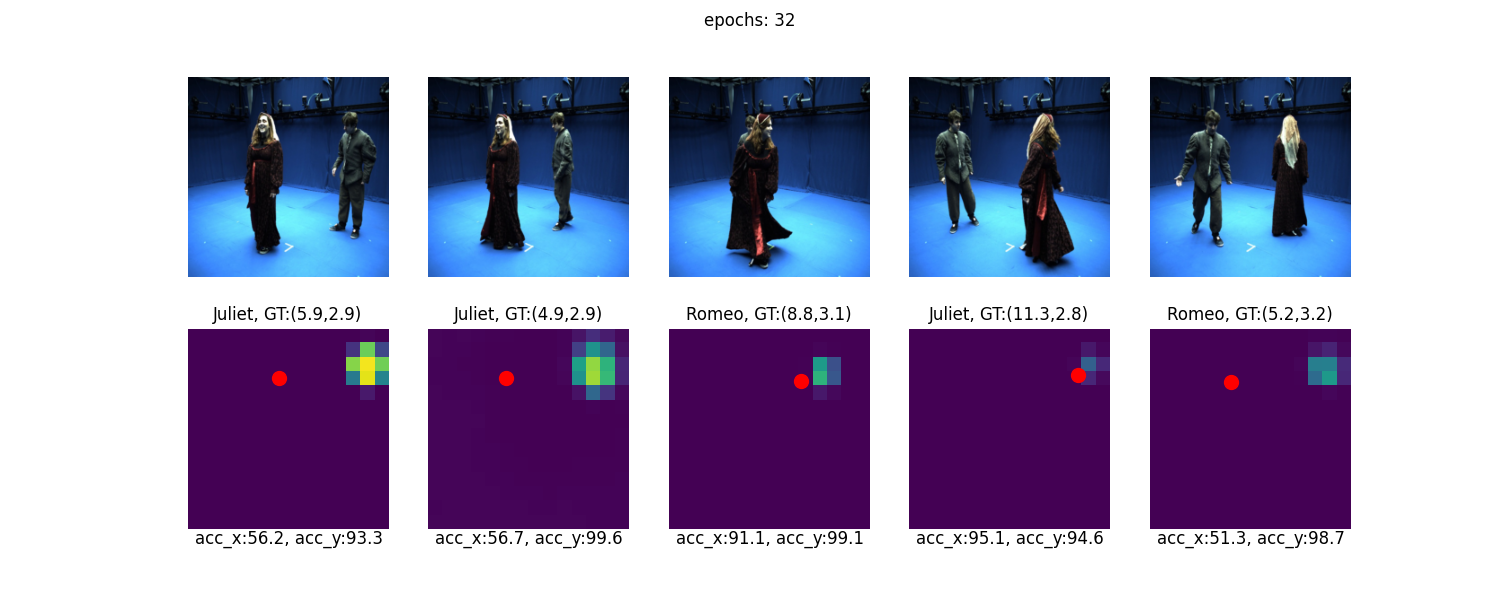 epochs: 32
Juliet, GT:(5.9,2.9)
Juliet, GT:(4.9,2.9)
Romeo, GT:(8.8,3.1)
Juliet, GT:(11.3,2.8)
Romeo, GT:(5.2,3.2)
acc_x:56.2, acc_y:93.3
acc_x:56.7, acc_y:99.6
acc_x:91.1, acc_y:99.1
acc_x:95.1, acc_y:94.6
acc_x:51.3, acc_y:98.7